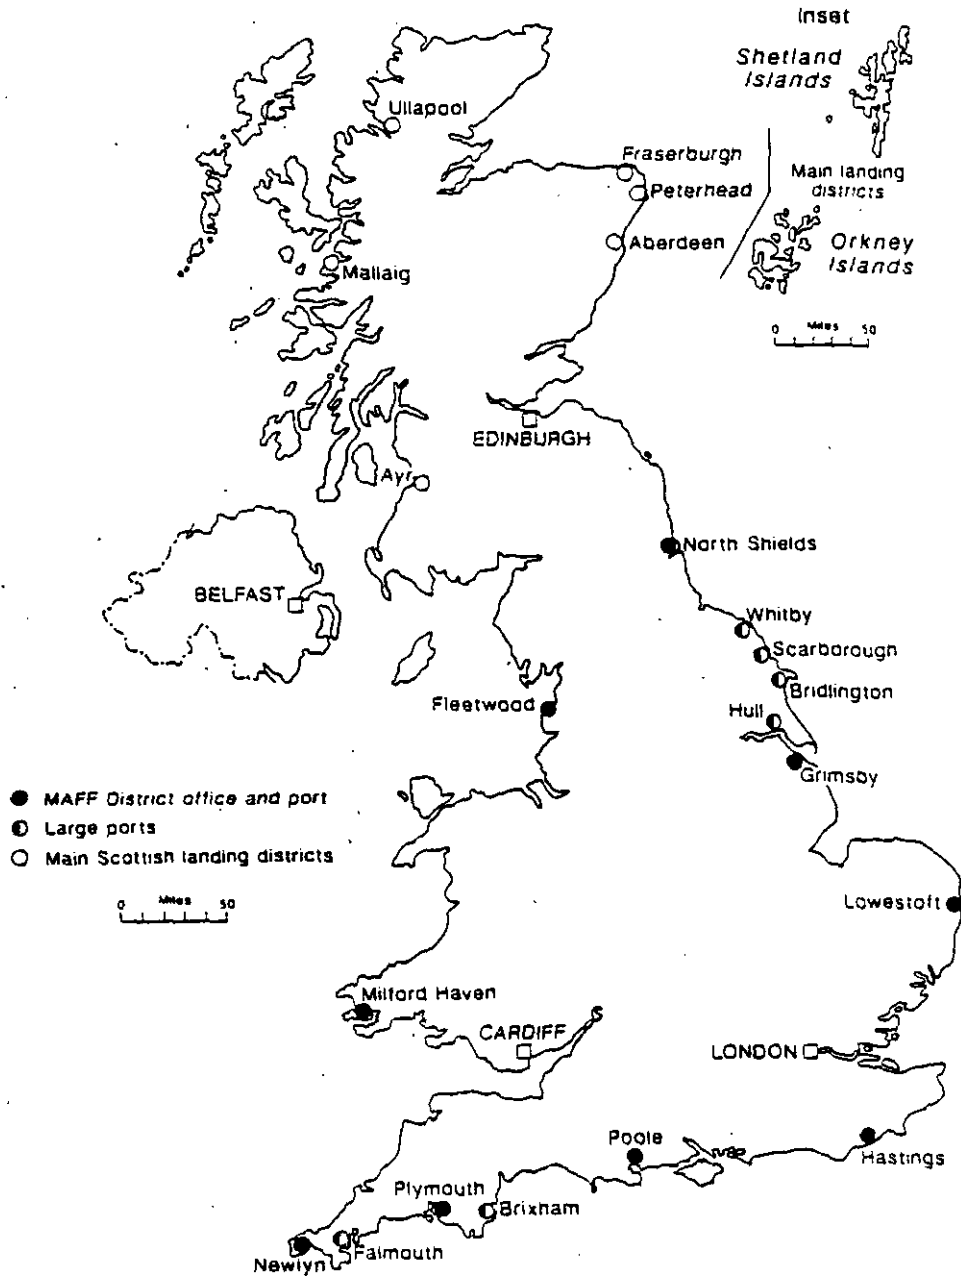 Inset
Shetland
Islands
Ullapool
Fraserburgh
Main landing
districts
Peterhead
Aberdeen
Orkney
Islands
Mallaig
0 Miles 50
EDINBURGH
Ayr
North Shields
BELFAST
Whitby
Scarborough
Bridlington
Fleetwood
Hull
Grimsby
MAFF District office and port
Large ports
Main Scottish landing districts
0 Miles 50
Lowestoft
Milford Haven
CARDIFF
LONDON
Poole
Hastings
Plymouth
Brixham
Falmouth
Newlyn